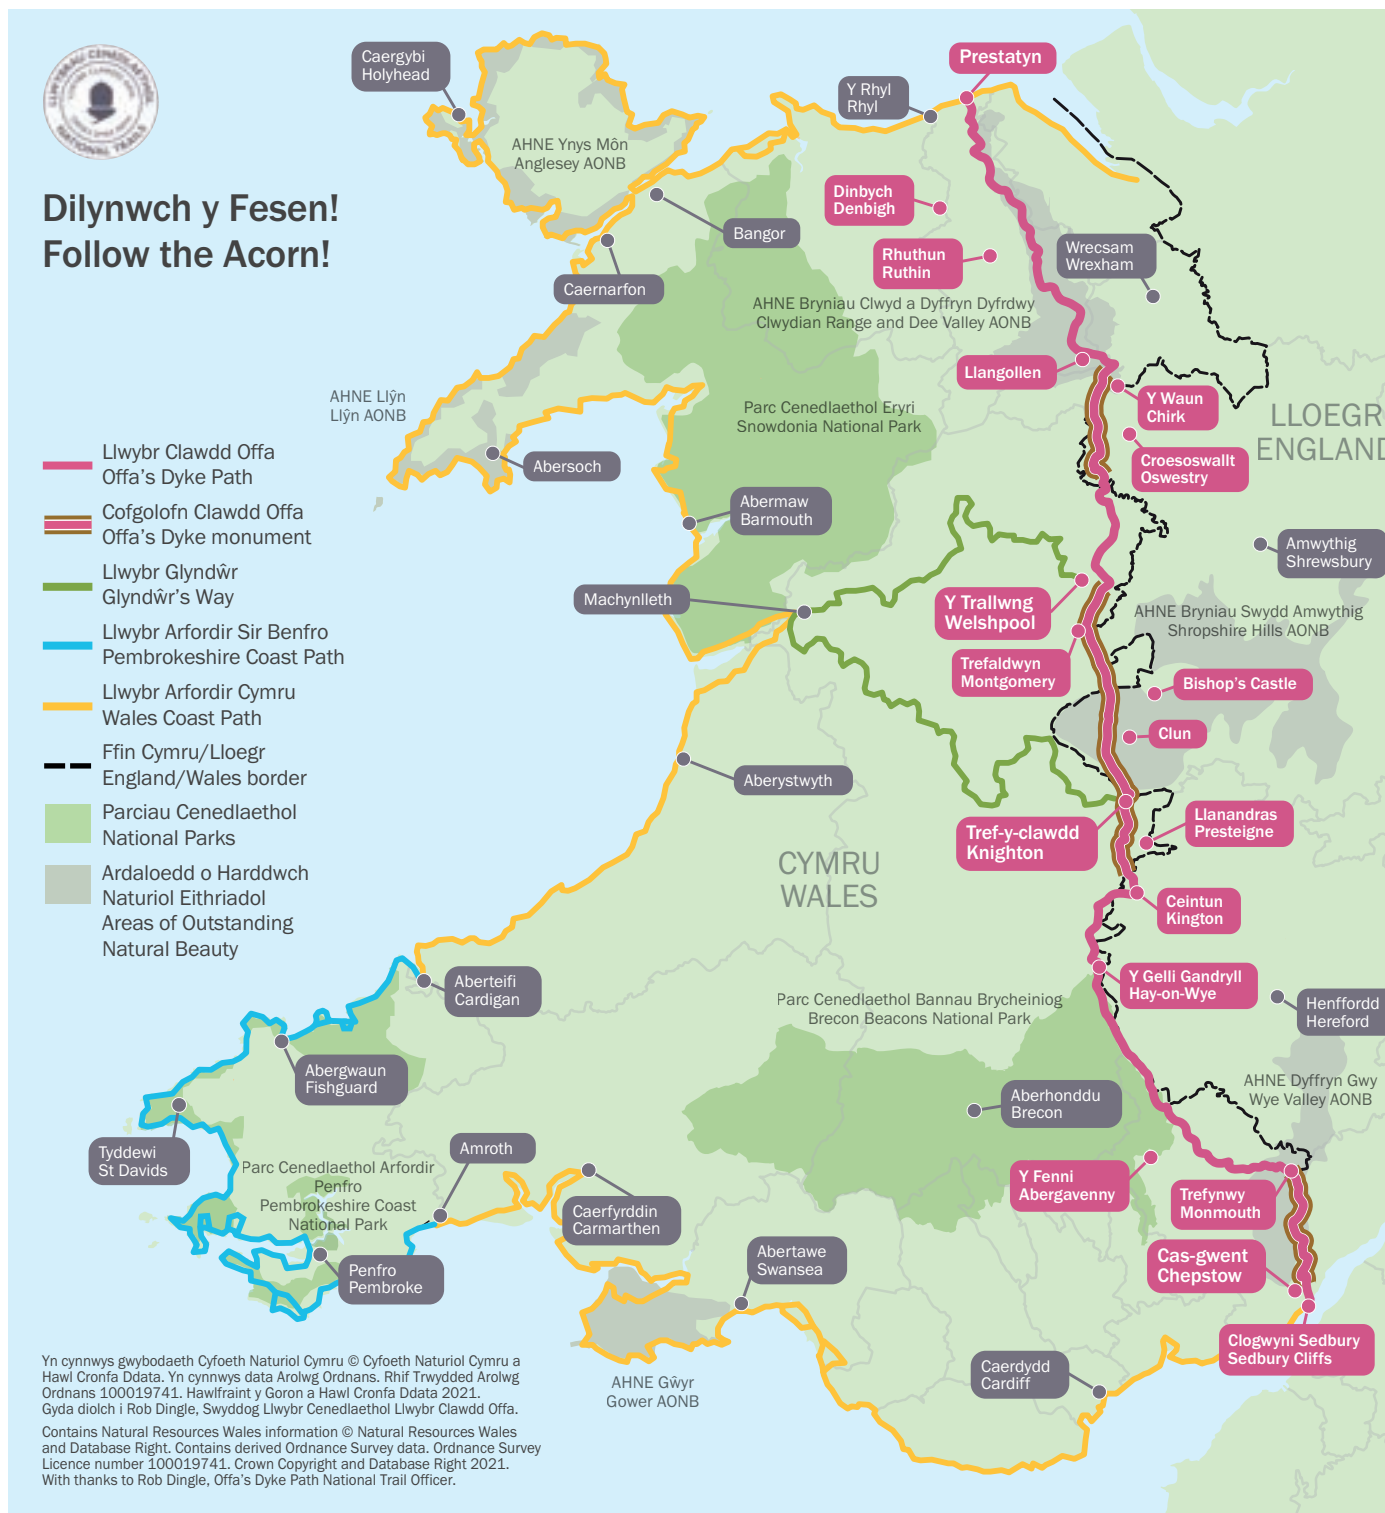 LLWYBRAU CENEDLAETHOL
NATIONAL TRAILS
Dilynwch y Fesen!
Follow the Acorn!
Llwybr Clawdd Offa
Offa's Dyke Path
Cofgolofn Clawdd Offa
Offa's Dyke monument
Llwybr Glyndŵr
Glyndŵr's Way
Llwybr Arfordir Sir Benfro
Pembrokeshire Coast Path
Llwybr Arfordir Cymru
Wales Coast Path
Ffin Cymru/Lloegr
England/Wales border
Parciau Cenedlaethol
National Parks
Ardaloedd o Harddwch
Naturiol Eithriadol
Areas of Outstanding
Natural Beauty
Caergybi
Holyhead
AHNE Ynys Môn
Anglesey AONB
Y Rhyl
Rhyl
Prestatyn
Dinbych
Denbigh
Bangor
Rhuthun
Ruthin
Wrecsam
Wrexham
Caernarfon
AHNE Bryniau Clwyd a Dyffryn Dyfrdwy
Clwydian Range and Dee Valley AONB
Llangollen
AHNE Llŷn
Llŷn AONB
Y Waun
Chirk
Parc Cenedlaethol Eryri
Snowdonia National Park
LLOEGR
ENGLAND
Abersoch
Croesoswallt
Oswestry
Abermaw
Barmouth
Amwythig
Shrewsbury
Machynlleth
Y Trallwng
Welshpool
AHNE Bryniau Swydd Amwythig
Shropshire Hills AONB
Trefaldwyn
Montgomery
Bishop's Castle
Clun
Aberystwyth
Llanandras
Presteigne
Tref-y-clawdd
Knighton
CYMRU
WALES
Ceintun
Kington
Aberteifi
Cardigan
Y Gelli Gandryll
Hay-on-Wye
Parc Cenedlaethol Bannau Brycheiniog
Brecon Beacons National Park
Henffordd
Hereford
Abergwaun
Fishguard
AHNE Dyffryn Gwy
Wye Valley AONB
Aberhonddu
Brecon
Tyddewi
St Davids
Amroth
Parc Cenedlaethol Arfordir
Penfro
Pembrokeshire Coast
National Park
Y Fenni
Abergavenny
Trefynwy
Monmouth
Caerfyrddin
Carmarthen
Abertawe
Swansea
Cas-gwent
Chepstow
Penfro
Pembroke
Clogwyni Sedbury
Sedbury Cliffs
Caerdydd
Cardiff
AHNE Gŵyr
Gower AONB
Yn cynnwys gwybodaeth Cyfoeth Naturiol Cymru © Cyfoeth Naturiol Cymru a
Hawl Cronfa Ddata. Yn cynnwys data Arolwg Ordnans. Rhif Trwydded Arolwg
Ordnans 100019741. Hawlfraint y Goron a Hawl Cronfa Ddata 2021.
Gyda diolch i Rob Dingle, Swyddog Llwybr Cenedlaethol Llwybr Clawdd Offa.
Contains Natural Resources Wales information © Natural Resources Wales
and Database Right. Contains derived Ordnance Survey data. Ordnance Survey
Licence number 100019741. Crown Copyright and Database Right 2021.
With thanks to Rob Dingle, Offa's Dyke Path National Trail Officer.